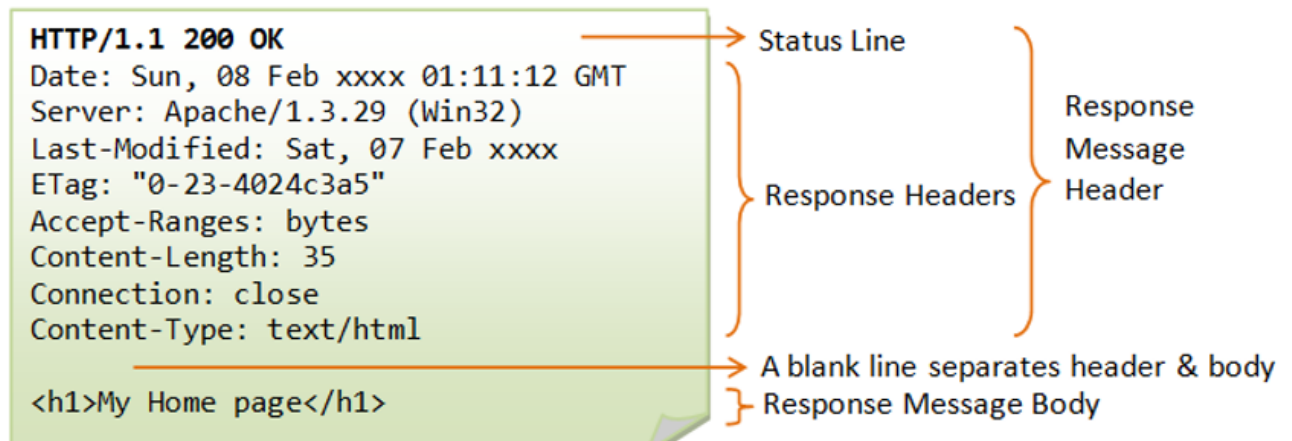 HTTP/1.1 200 OK
Date: Sun, 08 Feb xxxx 01:11:12 GMT
Server: Apache/1.3.29 (Win32)
Last-Modified: Sat, 07 Feb xxxx
ETag: "0-23-4024c3a5"
Accept-Ranges: bytes
Content-Length: 35
Connection: close
Content-Type: text/html
<h1>My Home page</h1>
Status Line
Response Headers
Response
Message
Header
A blank line separates header & body
Response Message Body